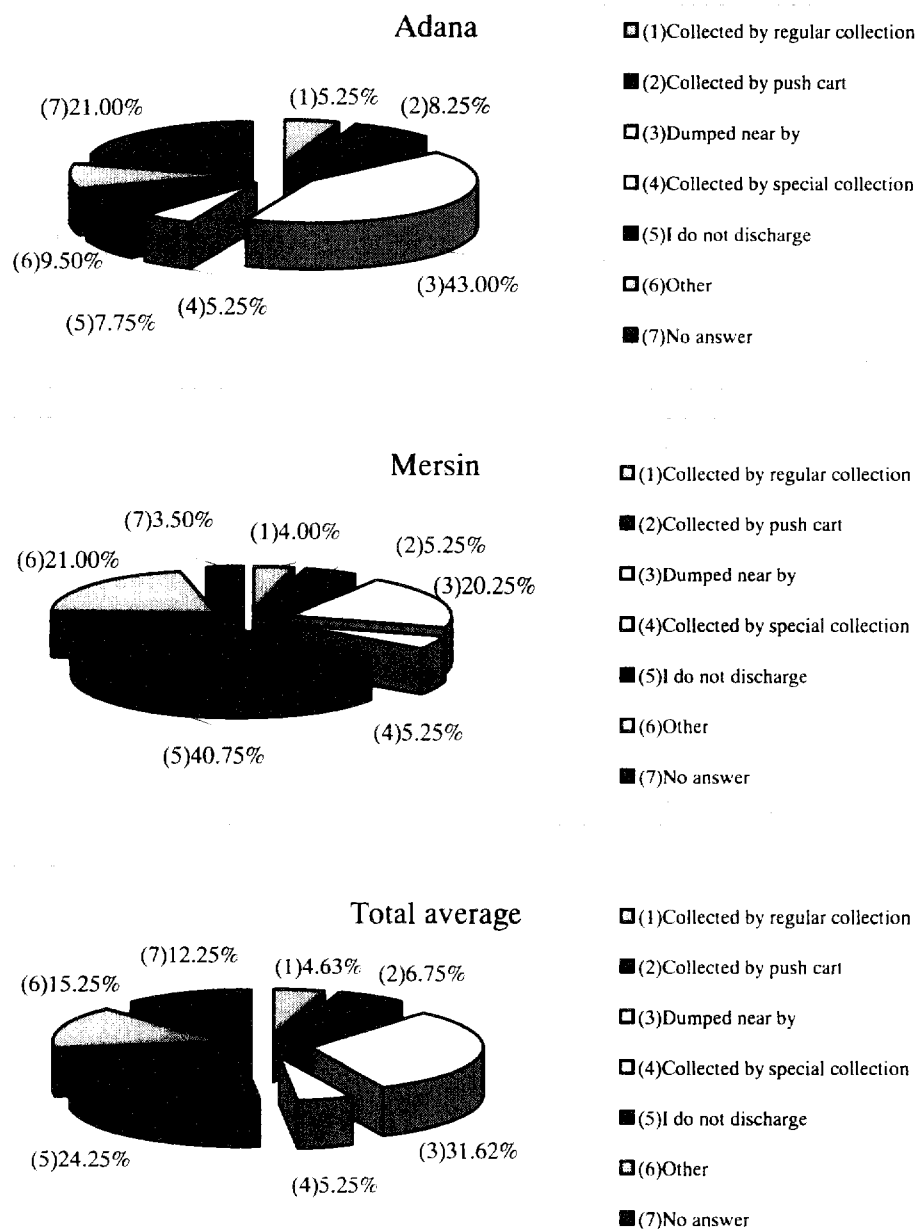 Adana
(1)5.25%
(2)8.25%
(3)43.00%
(4)5.25%
(5)7.75%
(6)9.50%
(7)21.00%
(1)Collected by regular collection
(2)Collected by push cart
(3)Dumped near by
(4)Collected by special collection
(5)I do not discharge
(6)Other
(7)No answer
Mersin
(1)4.00%
(2)5.25%
(3)20.25%
(4)5.25%
(5)40.75%
(6)21.00%
(7)3.50%
(1)Collected by regular collection
(2)Collected by push cart
(3)Dumped near by
(4)Collected by special collection
(5)I do not discharge
(6)Other
(7)No answer
Total average
(1)4.63%
(2)6.75%
(3)31.62%
(4)5.25%
(5)24.25%
(6)15.25%
(7)12.25%
(1)Collected by regular collection
(2)Collected by push cart
(3)Dumped near by
(4)Collected by special collection
(5)I do not discharge
(6)Other
(7)No answer